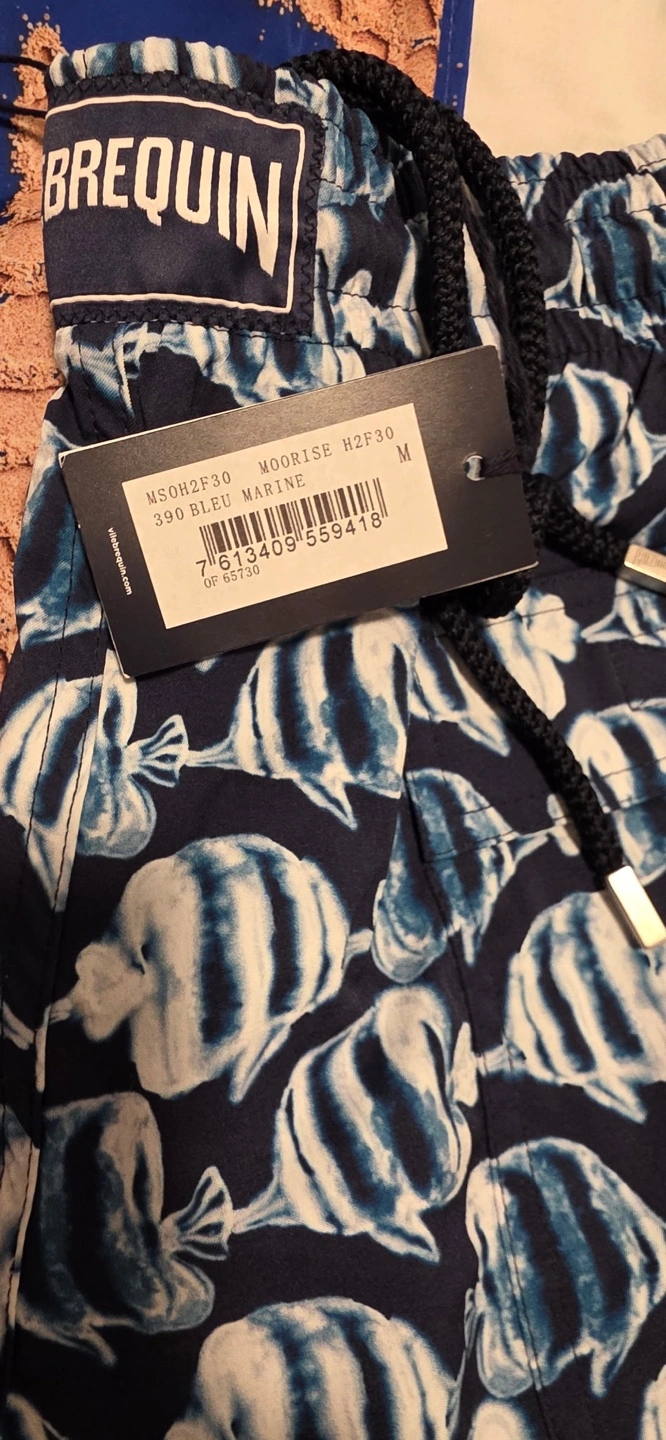 BREQUIN
MSOH2F30 MOORISE H2F30
390 BLEU MARINE M
7 613409 559418
OF 65730
vilebrequin.com